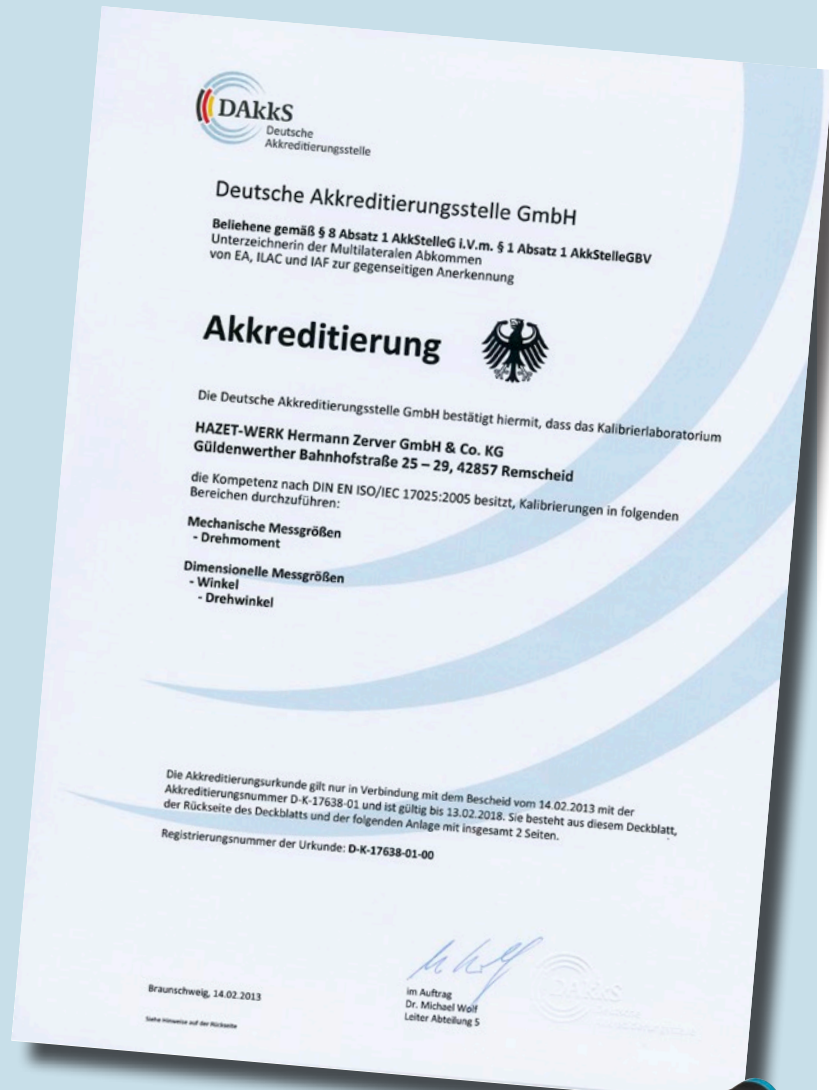 DAkkS
Deutsche
Akkreditierungsstelle
Deutsche Akkreditierungsstelle GmbH
Beliehene gemäß § 8 Absatz 1 AkkStelleG i.V.m. § 1 Absatz 1 AkkStelleGBV
Unterzeichnerin der Multilateralen Abkommen
von EA, ILAC und IAF zur gegenseitigen Anerkennung
Akkreditierung
Die Deutsche Akkreditierungsstelle GmbH bestätigt hiermit, dass das Kalibrierlaboratorium
HAZET-WERK Hermann Zerver GmbH & Co. KG
Güldenwerther Bahnhofstraße 25 – 29, 42857 Remscheid
die Kompetenz nach DIN EN ISO/IEC 17025:2005 besitzt, Kalibrierungen in folgenden
Bereichen durchzuführen:
Mechanische Messgrößen
- Drehmoment
Dimensionelle Messgrößen
- Winkel
- Drehwinkel
Die Akkreditierungsurkunde gilt nur in Verbindung mit dem Bescheid vom 14.02.2013 mit der
Akkreditierungsnummer D-K-17638-01 und ist gültig bis 13.02.2018. Sie besteht aus diesem Deckblatt,
der Rückseite des Deckblatts und der folgenden Anlage mit insgesamt 2 Seiten.
Registrierungsnummer der Urkunde: D-K-17638-01-00
Braunschweig, 14.02.2013
im Auftrag
Dr. Michael Wolf
Leiter Abteilung 5
Siehe Hinweise auf der Rückseite
DAkkS